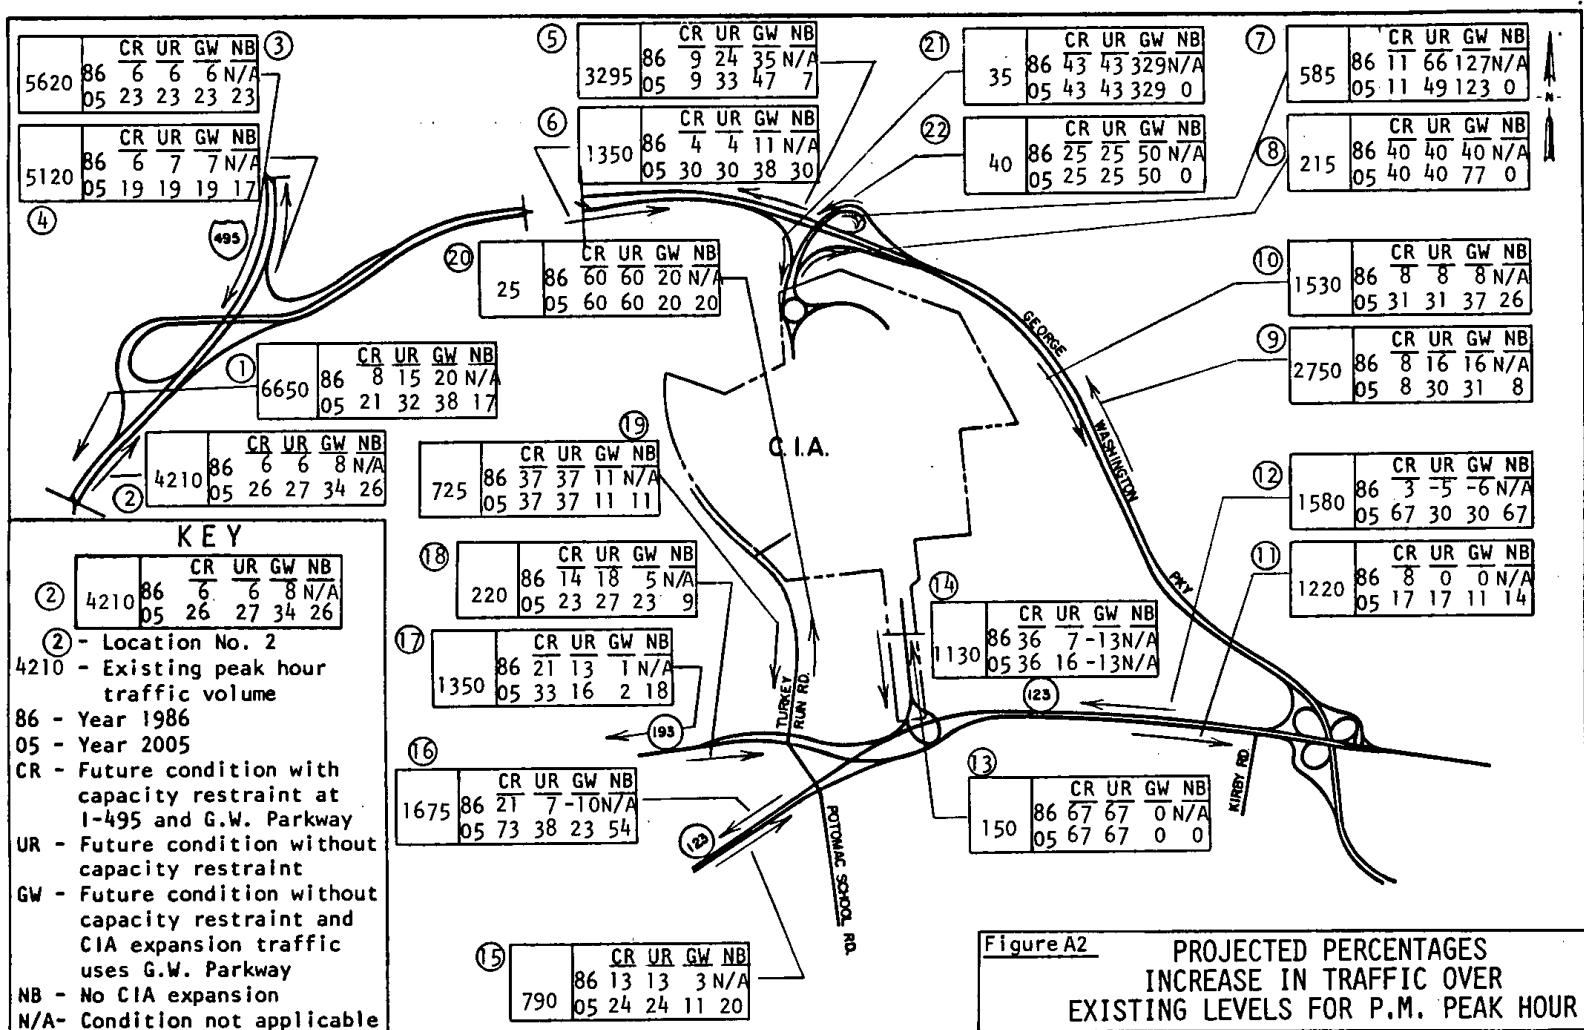 ③
CR UR GW NB
5620
86 6 6 6 N/A
05 23 23 23 23
④
CR UR GW NB
5120
86 6 7 7 N/A
05 19 19 19 17
⑤
CR UR GW NB
3295
86 9 24 35 N/A
05 9 33 47 7
⑥
CR UR GW NB
1350
86 4 4 11 N/A
05 30 30 38 30
㉑
CR UR GW NB
35
86 43 43 329 N/A
05 43 43 329 0
㉒
CR UR GW NB
40
86 25 25 50 N/A
05 25 25 50 0
⑦
CR UR GW NB
585
86 11 66 127 N/A
05 11 49 123 0
⑧
CR UR GW NB
215
86 40 40 40 N/A
05 40 40 77 0
N
495
⑳
CR UR GW NB
25
86 60 60 20 N/A
05 60 60 20 20
⑩
CR UR GW NB
1530
86 8 8 8 N/A
05 31 31 37 26
⑨
CR UR GW NB
2750
86 8 16 16 N/A
05 8 30 31 8
①
CR UR GW NB
6650
86 8 15 20 N/A
05 21 32 38 17
②
CR UR GW NB
4210
86 6 6 8 N/A
05 26 27 34 26
⑲
CR UR GW NB
725
86 37 37 11 N/A
05 37 37 11 11
C.I.A.
GEORGE
WASHINGTON
PKY
⑫
CR UR GW NB
1580
86 3 -5 -6 N/A
05 67 30 30 67
⑪
CR UR GW NB
1220
86 8 0 0 N/A
05 17 17 11 14
⑱
CR UR GW NB
220
86 14 18 5 N/A
05 23 27 23 9
⑭
CR UR GW NB
1130
86 36 7 -13 N/A
05 36 16 -13 N/A
⑰
CR UR GW NB
1350
86 21 13 1 N/A
05 33 16 2 18
⑯
CR UR GW NB
1675
86 21 7 -10 N/A
05 73 38 23 54
⑬
CR UR GW NB
150
86 67 67 0 N/A
05 67 67 0 0
⑮
CR UR GW NB
790
86 13 13 3 N/A
05 24 24 11 20
TURKEY
RUN RD.
193
123
123
KIRBY RD.
POTOMAC SCHOOL RD.
KEY
②
CR UR GW NB
4210
86 6 6 8 N/A
05 26 27 34 26
② - Location No. 2
4210 - Existing peak hour
traffic volume
86 - Year 1986
05 - Year 2005
CR - Future condition with
capacity restraint at
I-495 and G.W. Parkway
UR - Future condition without
capacity restraint
GW - Future condition without
capacity restraint and
CIA expansion traffic
uses G.W. Parkway
NB - No CIA expansion
N/A- Condition not applicable
Figure A2
PROJECTED PERCENTAGES
INCREASE IN TRAFFIC OVER
EXISTING LEVELS FOR P.M. PEAK HOUR